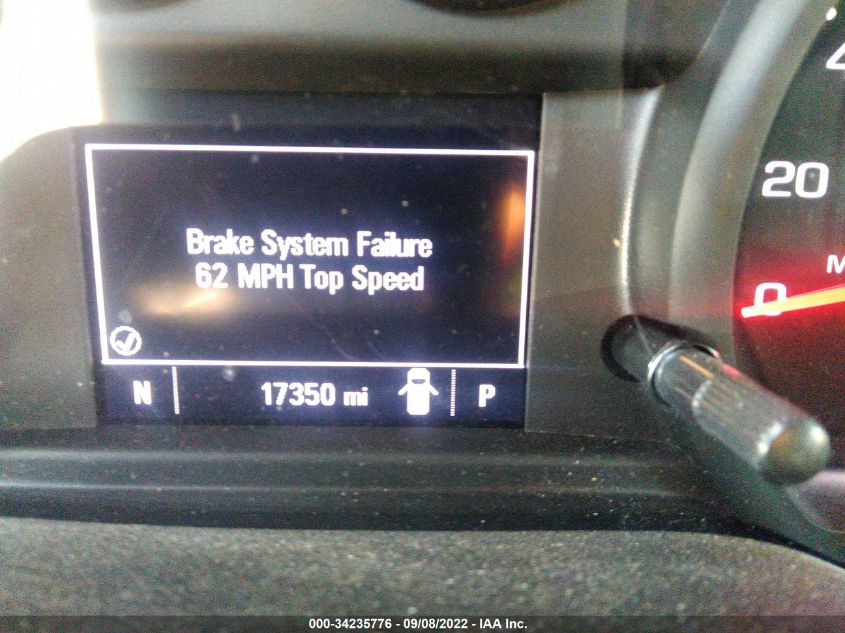 Brake System Failure
62 MPH Top Speed
N 17350 mi P
20
0
000-34235776 - 09/08/2022 - IAA Inc.